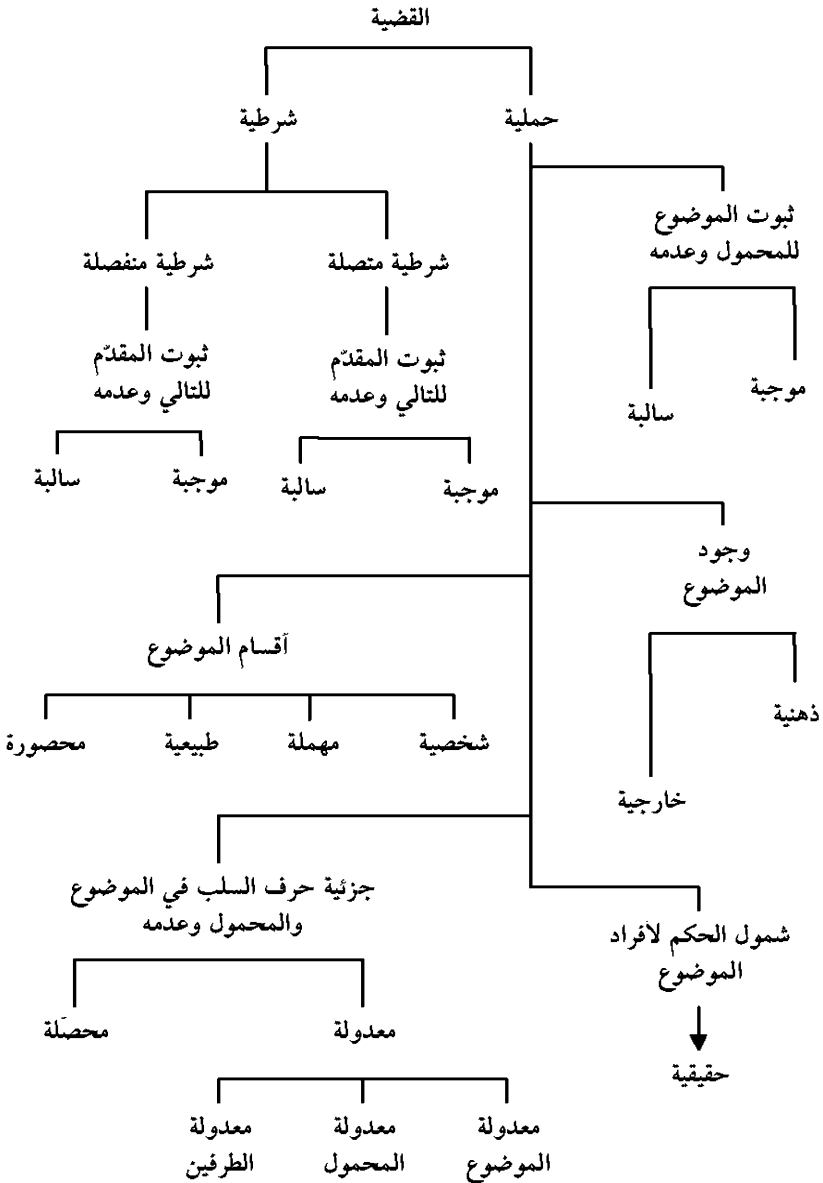 القضية
حملية
شرطية
ثبوت الموضوع
للمحمول وعدمه
موجبة
سالبة
شرطية متصلة
شرطية منفصلة
ثبوت المقدّم
للتالي وعدمه
موجبة
سالبة
ثبوت المقدّم
للتالي وعدمه
موجبة
سالبة
وجود
الموضوع
ذهنية
خارجية
أقسام الموضوع
شخصية
مهملة
طبيعية
محصورة
جزئية حرف السلب في الموضوع
والمحمول وعدمه
معدولة
محصّلة
معدولة
الموضوع
معدولة
المحمول
معدولة
الطرفين
شمول الحكم لأفراد
الموضوع
حقيقية